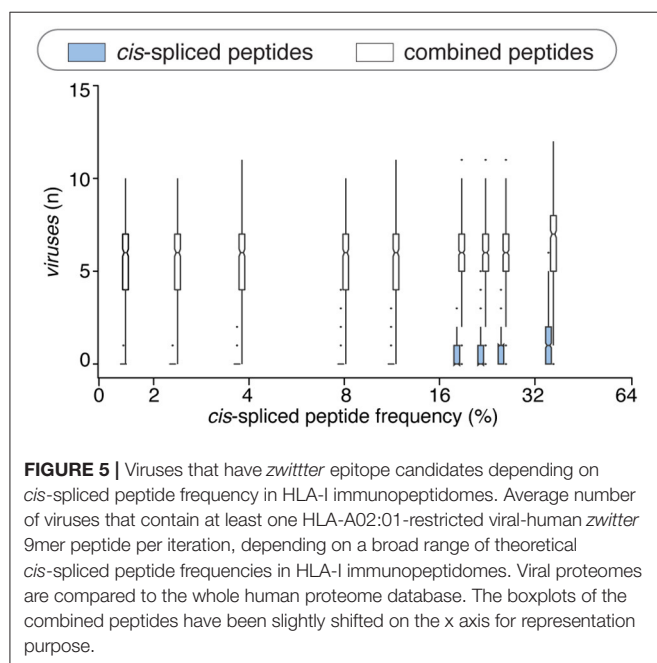 cis-spliced peptides combined peptides
15
10
5
0
viruses (n)
0 2 4 8 16 32 64
cis-spliced peptide frequency (%)
FIGURE 5 | Viruses that have zwittter epitope candidates depending on
cis-spliced peptide frequency in HLA-I immunopeptidomes. Average number
of viruses that contain at least one HLA-A02:01-restricted viral-human zwitter
9mer peptide per iteration, depending on a broad range of theoretical
cis-spliced peptide frequencies in HLA-I immunopeptidomes. Viral proteomes
are compared to the whole human proteome database. The boxplots of the
combined peptides have been slightly shifted on the x axis for representation
purpose.